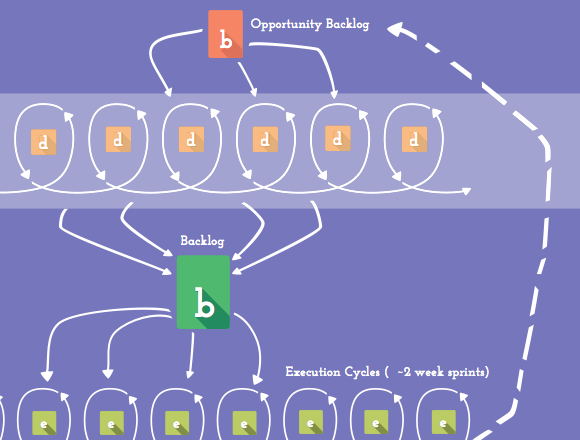 Opportunity Backlog
b
d d d d d d
Backlog
b
Execution Cycles ( ~2 week sprints)
e e e e e e e